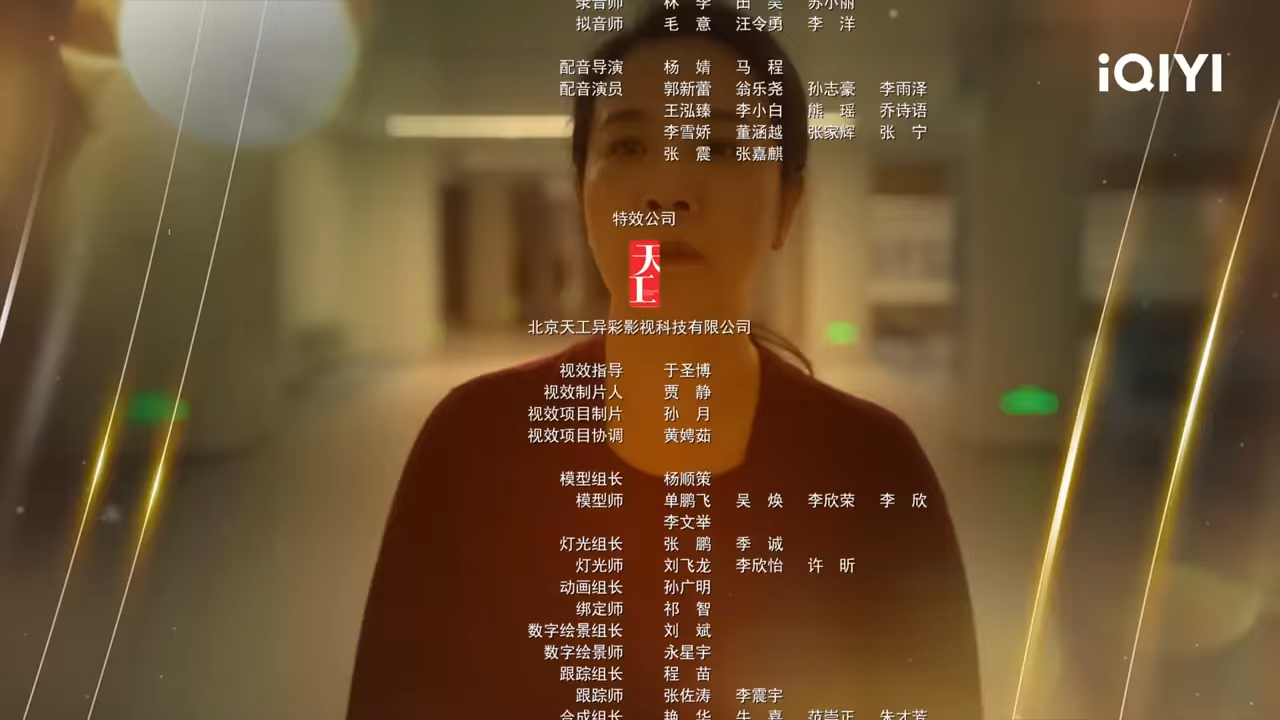 拟音师 毛 意 汪令勇 李 洋
iQIYI
配音导演 杨 婧 马 程
配音演员 郭新蕾 翁乐尧 孙志豪 李雨泽
王泓臻 李小白 熊 瑶 乔诗语
李雪娇 董涵越 张家辉 张 宁
张 震 张嘉麒
特效公司
天工
北京天工异彩影视科技有限公司
视效指导 于圣博
视效制片人 贾 静
视效项目制片 孙 月
视效项目协调 黄娉茹
模型组长 杨顺策
模型师 单鹏飞 吴 焕 李欣荣 李 欣
李文举
灯光组长 张 鹏 季 诚
灯光师 刘飞龙 李欣怡 许 昕
动画组长 孙广明
绑定师 祁 智
数字绘景组长 刘 斌
数字绘景师 永星宇
跟踪组长 程 苗
跟踪师 张佐涛 李震宇
合成组长